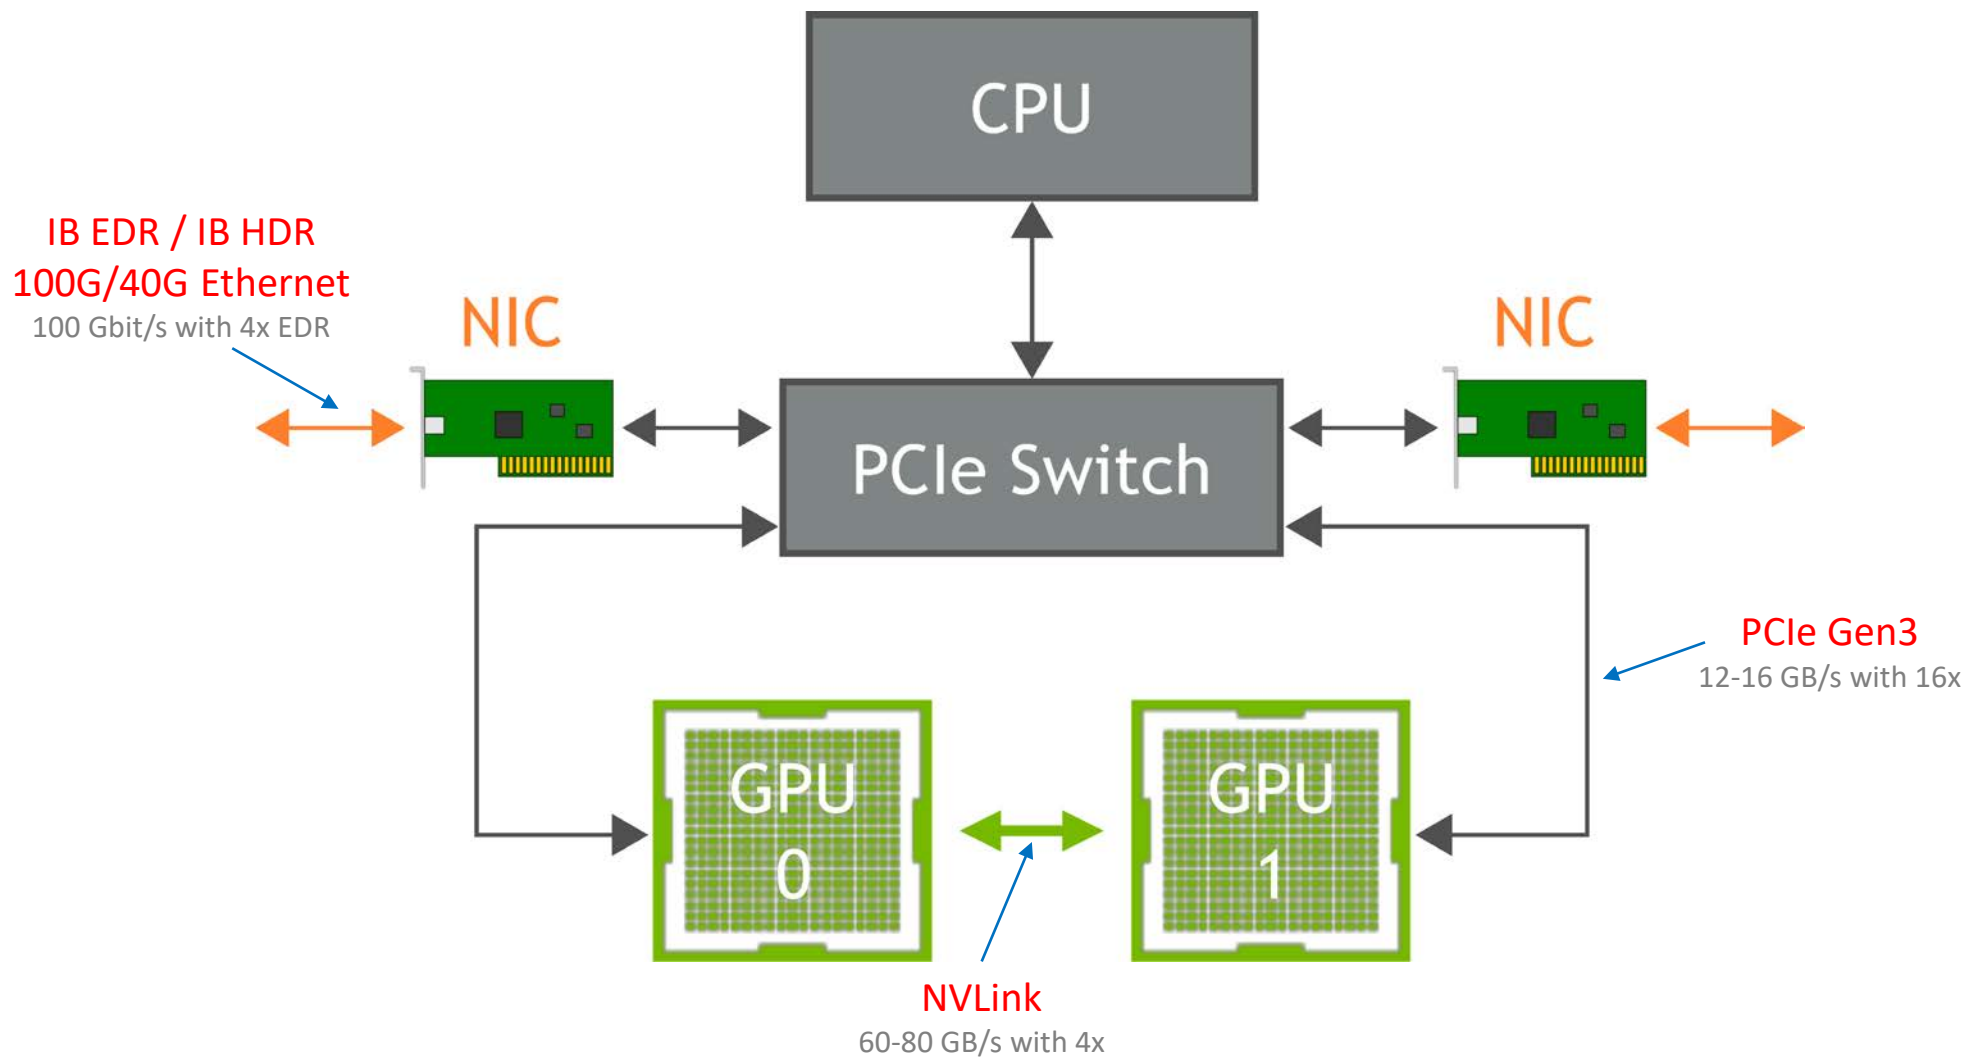 CPU
IB EDR / IB HDR
100G/40G Ethernet
100 Gbit/s with 4x EDR
NIC
NIC
PCIe Switch
PCIe Gen3
12-16 GB/s with 16x
GPU
0
GPU
1
NVLink
60-80 GB/s with 4x